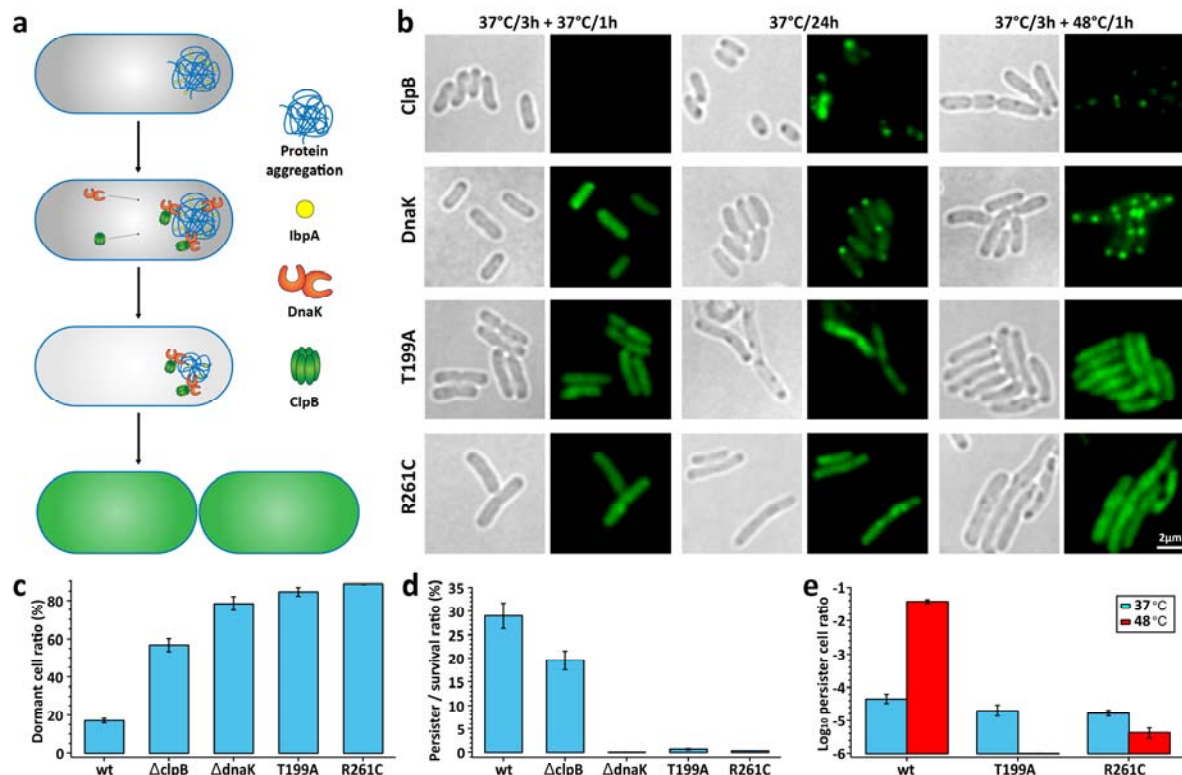 a
Protein
aggregation
IbpA
DnaK
ClpB
b
37°C/3h + 37°C/1h
37°C/24h
37°C/3h + 48°C/1h
ClpB
DnaK
T199A
R261C
2μm
c
Dormant cell ratio (%)
80
60
40
20
0
wt
ΔclpB
ΔdnaK
T199A
R261C
d
Persister / survival ratio (%)
35
30
25
20
15
10
5
0
wt
ΔclpB
ΔdnaK
T199A
R261C
e
Log₁₀ persister cell ratio
-1
-2
-3
-4
-5
-6
37°C
48°C
wt
T199A
R261C